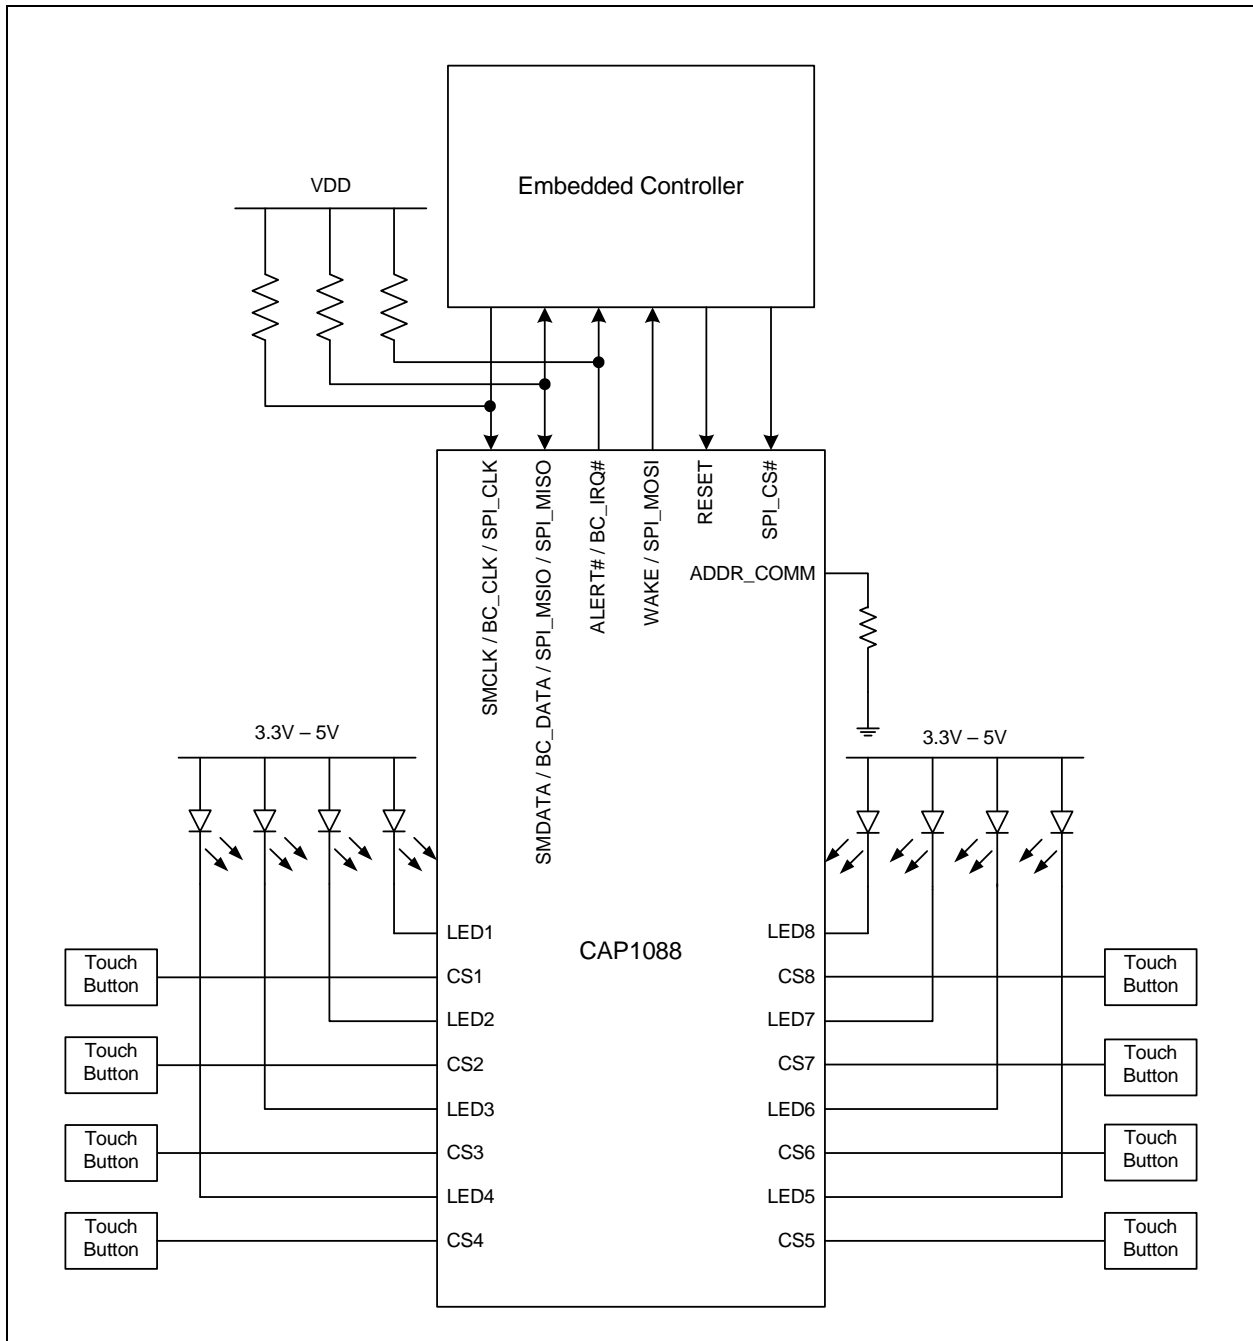 Embedded Controller
VDD
SMCLK / BC_CLK / SPI_CLK
SMDATA / BC_DATA / SPI_MSIO / SPI_MISO
ALERT# / BC_IRQ#
WAKE / SPI_MOSI
RESET
SPI_CS#
ADDR_COMM
3.3V – 5V
3.3V – 5V
CAP1088
LED1
CS1
LED2
CS2
LED3
CS3
LED4
CS4
LED8
CS8
LED7
CS7
LED6
CS6
LED5
CS5
Touch
Button
Touch
Button
Touch
Button
Touch
Button
Touch
Button
Touch
Button
Touch
Button
Touch
Button